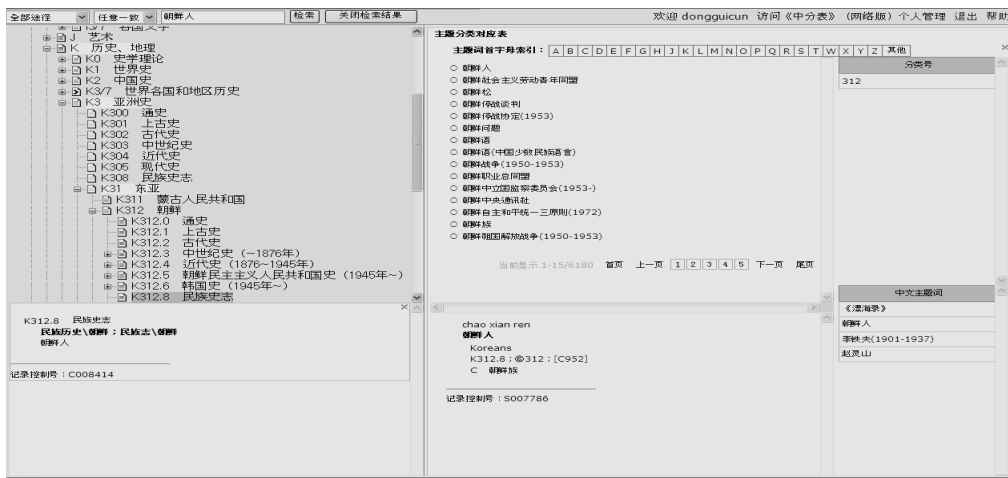 全部途径 任意一致 朝鲜人 检索 关闭检索结果 欢迎 dongguicun 访问《中分表》(网络版) 个人管理 退出 帮助
J 艺术
K 历史、地理
K0 史学理论
K1 世界史
K2 中国史
K3/7 世界各国和地区历史
K3 亚洲史
K300 通史
K301 上古史
K302 古代史
K303 中世纪史
K304 近代史
K305 现代史
K308 民族史志
K31 东亚
K311 蒙古人民共和国
K312 朝鲜
K312.0 通史
K312.1 上古史
K312.2 古代史
K312.3 中世纪史(~1876年)
K312.4 近代史(1876~1945年)
K312.5 朝鲜民主主义人民共和国史(1945年~)
K312.6 韩国史(1945年~)
K312.8 民族史志
K312.8 民族史志
民族历史\朝鲜;民族志\朝鲜
朝鲜人
记录控制号:C008414
主题分类对应表
主题词首字母索引: A B C D E F G H J K L M N O P Q R S T W X Y Z 其他
朝鲜人
朝鲜社会主义劳动青年同盟
朝鲜松
朝鲜停战谈判
朝鲜停战协定(1953)
朝鲜问题
朝鲜语
朝鲜语(中国少数民族语言)
朝鲜战争(1950-1953)
朝鲜职业总同盟
朝鲜中立国监察委员会(1953-)
朝鲜中央通讯社
朝鲜自主和平统一三原则(1972)
朝鲜族
朝鲜祖国解放战争(1950-1953)
当前显示 1-15/6180 首页 上一页 1 2 3 4 5 下一页 尾页
chao xian ren
朝鲜人
Koreans
K312.8;©312;[C952]
C 朝鲜族
记录控制号:S007786
分类号
312
中文主题词
《漂海录》
朝鲜人
李铁夫(1901-1937)
赵灵山